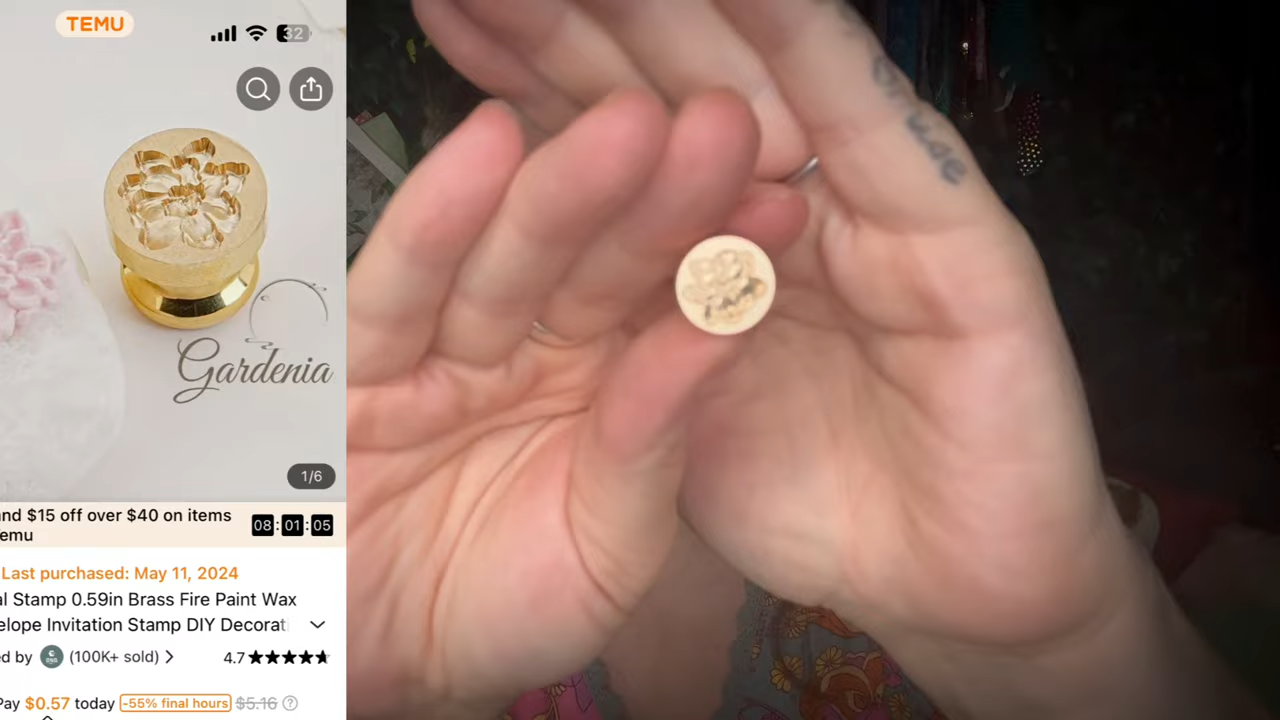 TEMU
32
Gardenia
1/6
nd $15 off over $40 on items
emu
08:01:05
Last purchased: May 11, 2024
l Stamp 0.59in Brass Fire Paint Wax
elope Invitation Stamp DIY Decorat
ed by (100K+ sold)
4.7
Pay $0.57 today -55% final hours $5.16